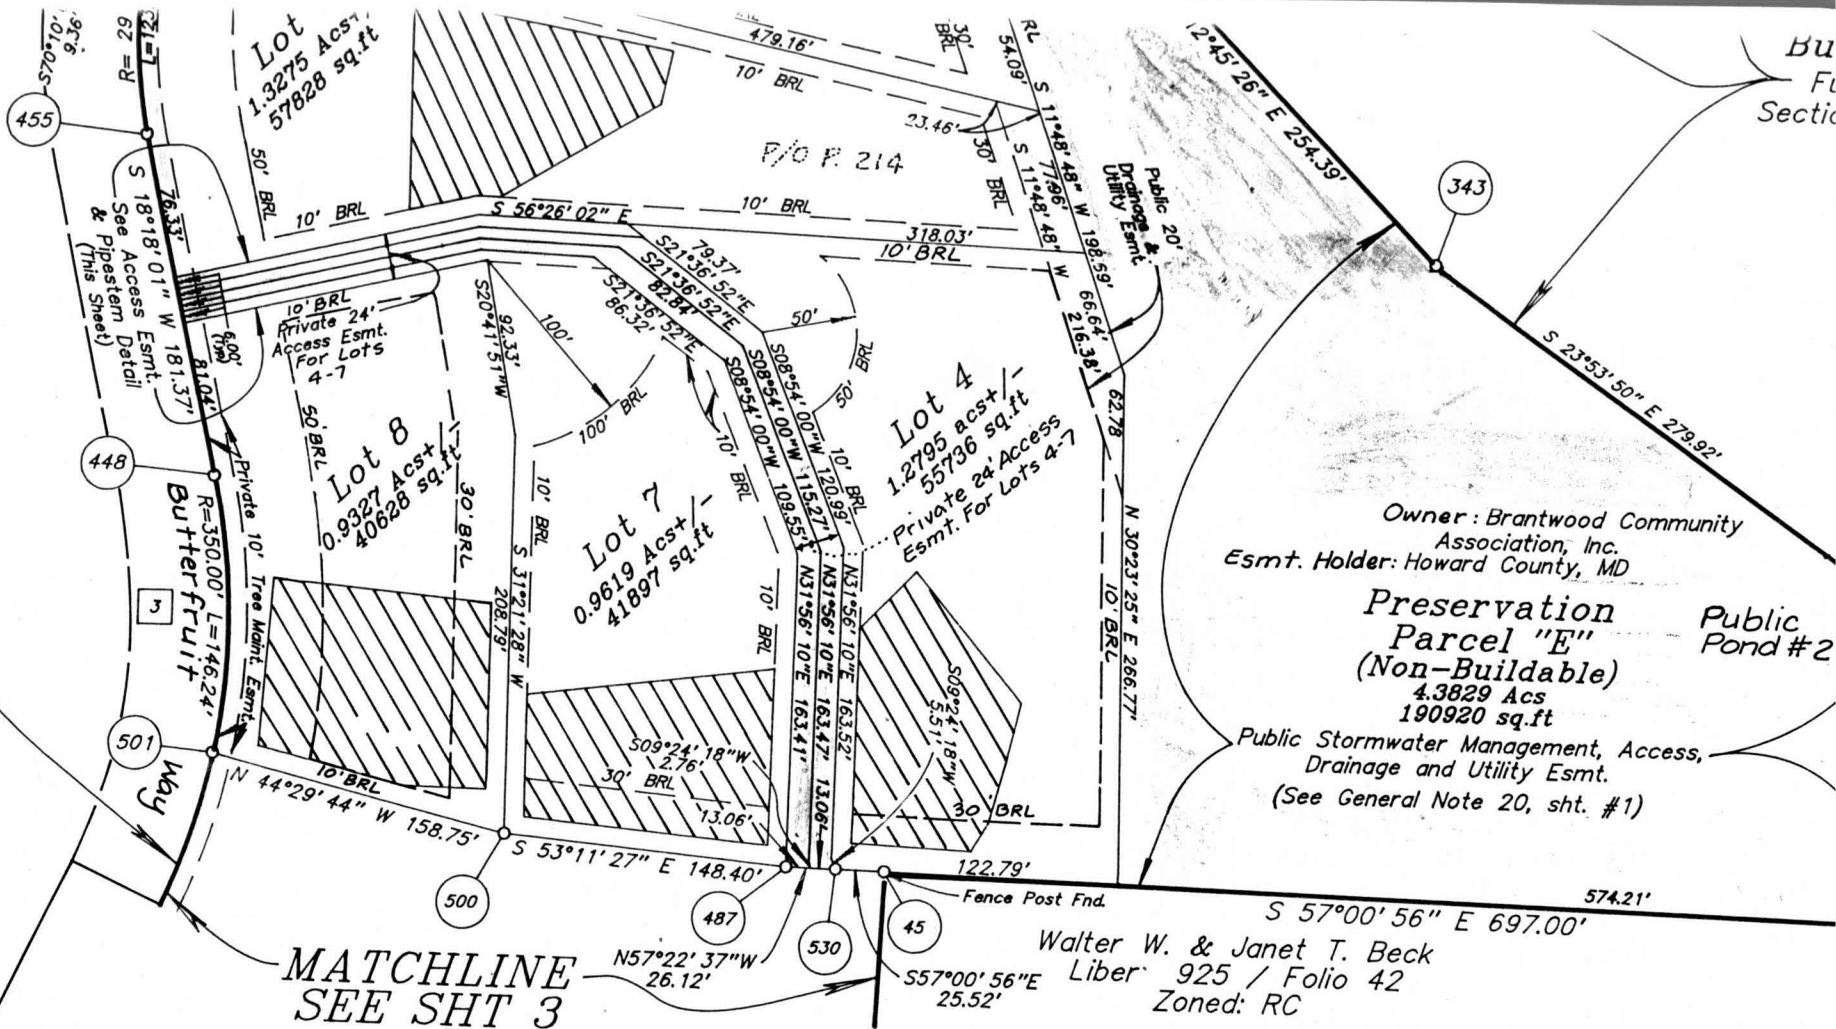 S70°10'
9.36'
R = 29
455
Lot
1.3275 Acs+
57828 sq.ft
50' BRL
479.16'
10' BRL
30'
BRL
RL
54.09'
S 11°48' 48" W 198.59'
77.96'
23.46'
30' BRL
S 11°48' 48" W
216.38'
66.64'
P/O P. 214
Public 20'
Drainage &
Utility Esmt
12°45' 26" E 254.39'
343
Bu
Fu
Sectio
S 23°53' 50" E 279.92'
10' BRL
S 56°26' 02" E
10' BRL
318.03'
10' BRL
76.33'
S 18°18' 01" W 181.37'
See Access Esmt.
& Pipestem Detail
(This Sheet)
81.04'
6.00'
(Typ)
10' BRL
Private 24'
Access Esmt.
For Lots
4-7
79.37'
S21°36' 52"E
S21°36' 52"E
82.84'
S21°36' 52"E
86.32'
92.33'
S20°41' 51"W
100'
100' BRL
50'
50' BRL
S08°54' 00"W 120.99'
S08°54' 00"W 115.27'
S08°54' 00"W 109.55'
10' BRL
10' BRL
10' BRL
Lot 4
1.2795 acs+/-
55736 sq.ft
Private 24' Access
Esmt. For Lots 4-7
62.78
448
50' BRL
Lot 8
0.9327 Acs+/
40628 sq.ft
30' BRL
Lot 7
0.9619 Acs+/-
41897 sq.ft
S 31°21' 28" W
208.79'
Private 10' Tree Maint. Esmt.
R=350.00' L=146.24'
Butterfruit
Way
3
501
10' BRL
N31°56' 10"E 163.41'
N31°56' 10"E 163.47'
N31°56' 10"E 163.52'
13.06'
13.06'
S09°24' 18"W
2.76'
30' BRL
S09°24' 18"W
5.51'
30' BRL
N 30°23' 25" E 266.77'
10' BRL
Owner : Brantwood Community
Association, Inc.
Esmt. Holder: Howard County, MD
Preservation
Parcel "E"
(Non-Buildable)
4.3829 Acs
190920 sq.ft
Public
Pond #2
Public Stormwater Management, Access,
Drainage and Utility Esmt.
(See General Note 20, sht. #1)
10' BRL
N 44°29' 44" W 158.75'
S 53°11' 27" E 148.40'
122.79'
574.21'
500
487
530
45
Fence Post Fnd.
S 57°00' 56" E 697.00'
Walter W. & Janet T. Beck
Liber 925 / Folio 42
Zoned: RC
N57°22' 37"W
26.12'
S57°00' 56"E
25.52'
MATCHLINE
SEE SHT 3